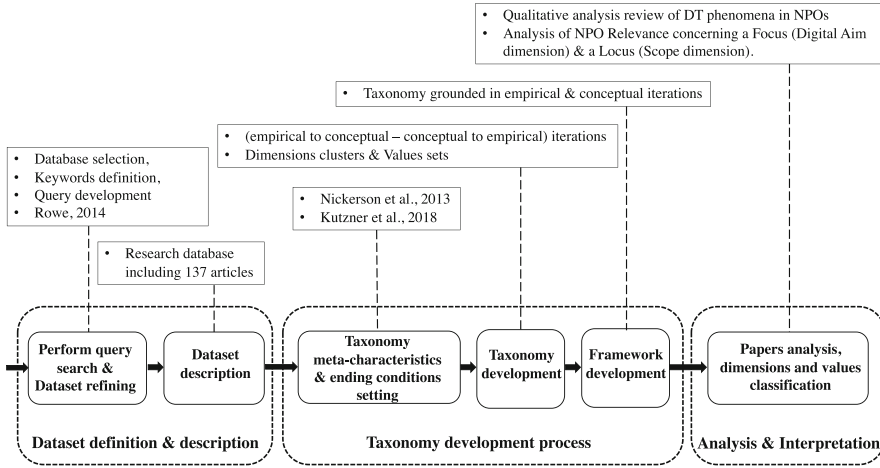 • Qualitative analysis review of DT phenomena in NPOs
• Analysis of NPO Relevance concerning a Focus (Digital Aim
dimension) & a Locus (Scope dimension).
• Taxonomy grounded in empirical & conceptual iterations
• (empirical to conceptual – conceptual to empirical) iterations
• Dimensions clusters & Values sets
• Database selection,
• Keywords definition,
• Query development
• Rowe, 2014
• Nickerson et al., 2013
• Kutzner et al., 2018
• Research database
including 137 articles
Perform query
search &
Dataset refining
Dataset
description
Taxonomy
meta-characteristics
& ending conditions
setting
Taxonomy
development
Framework
development
Papers analysis,
dimensions and values
classification
Dataset definition & description
Taxonomy development process
Analysis & Interpretation